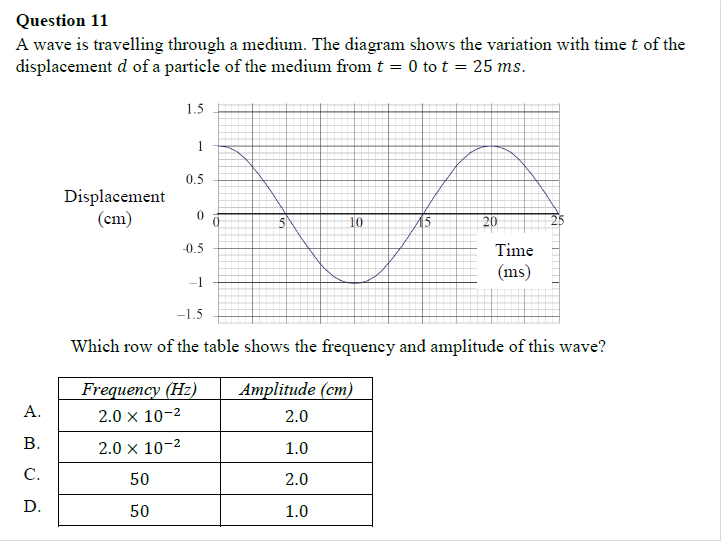 Question 11
A wave is travelling through a medium. The diagram shows the variation with time t of the
displacement d of a particle of the medium from t = 0 to t = 25 ms.
1.5
1
0.5
Displacement
(cm)
0
0 5 10 15 20 25
-0.5
Time
(ms)
–1
–1.5
Which row of the table shows the frequency and amplitude of this wave?
Frequency (Hz) Amplitude (cm)
A. 2.0 × 10⁻² 2.0
B. 2.0 × 10⁻² 1.0
C. 50 2.0
D. 50 1.0